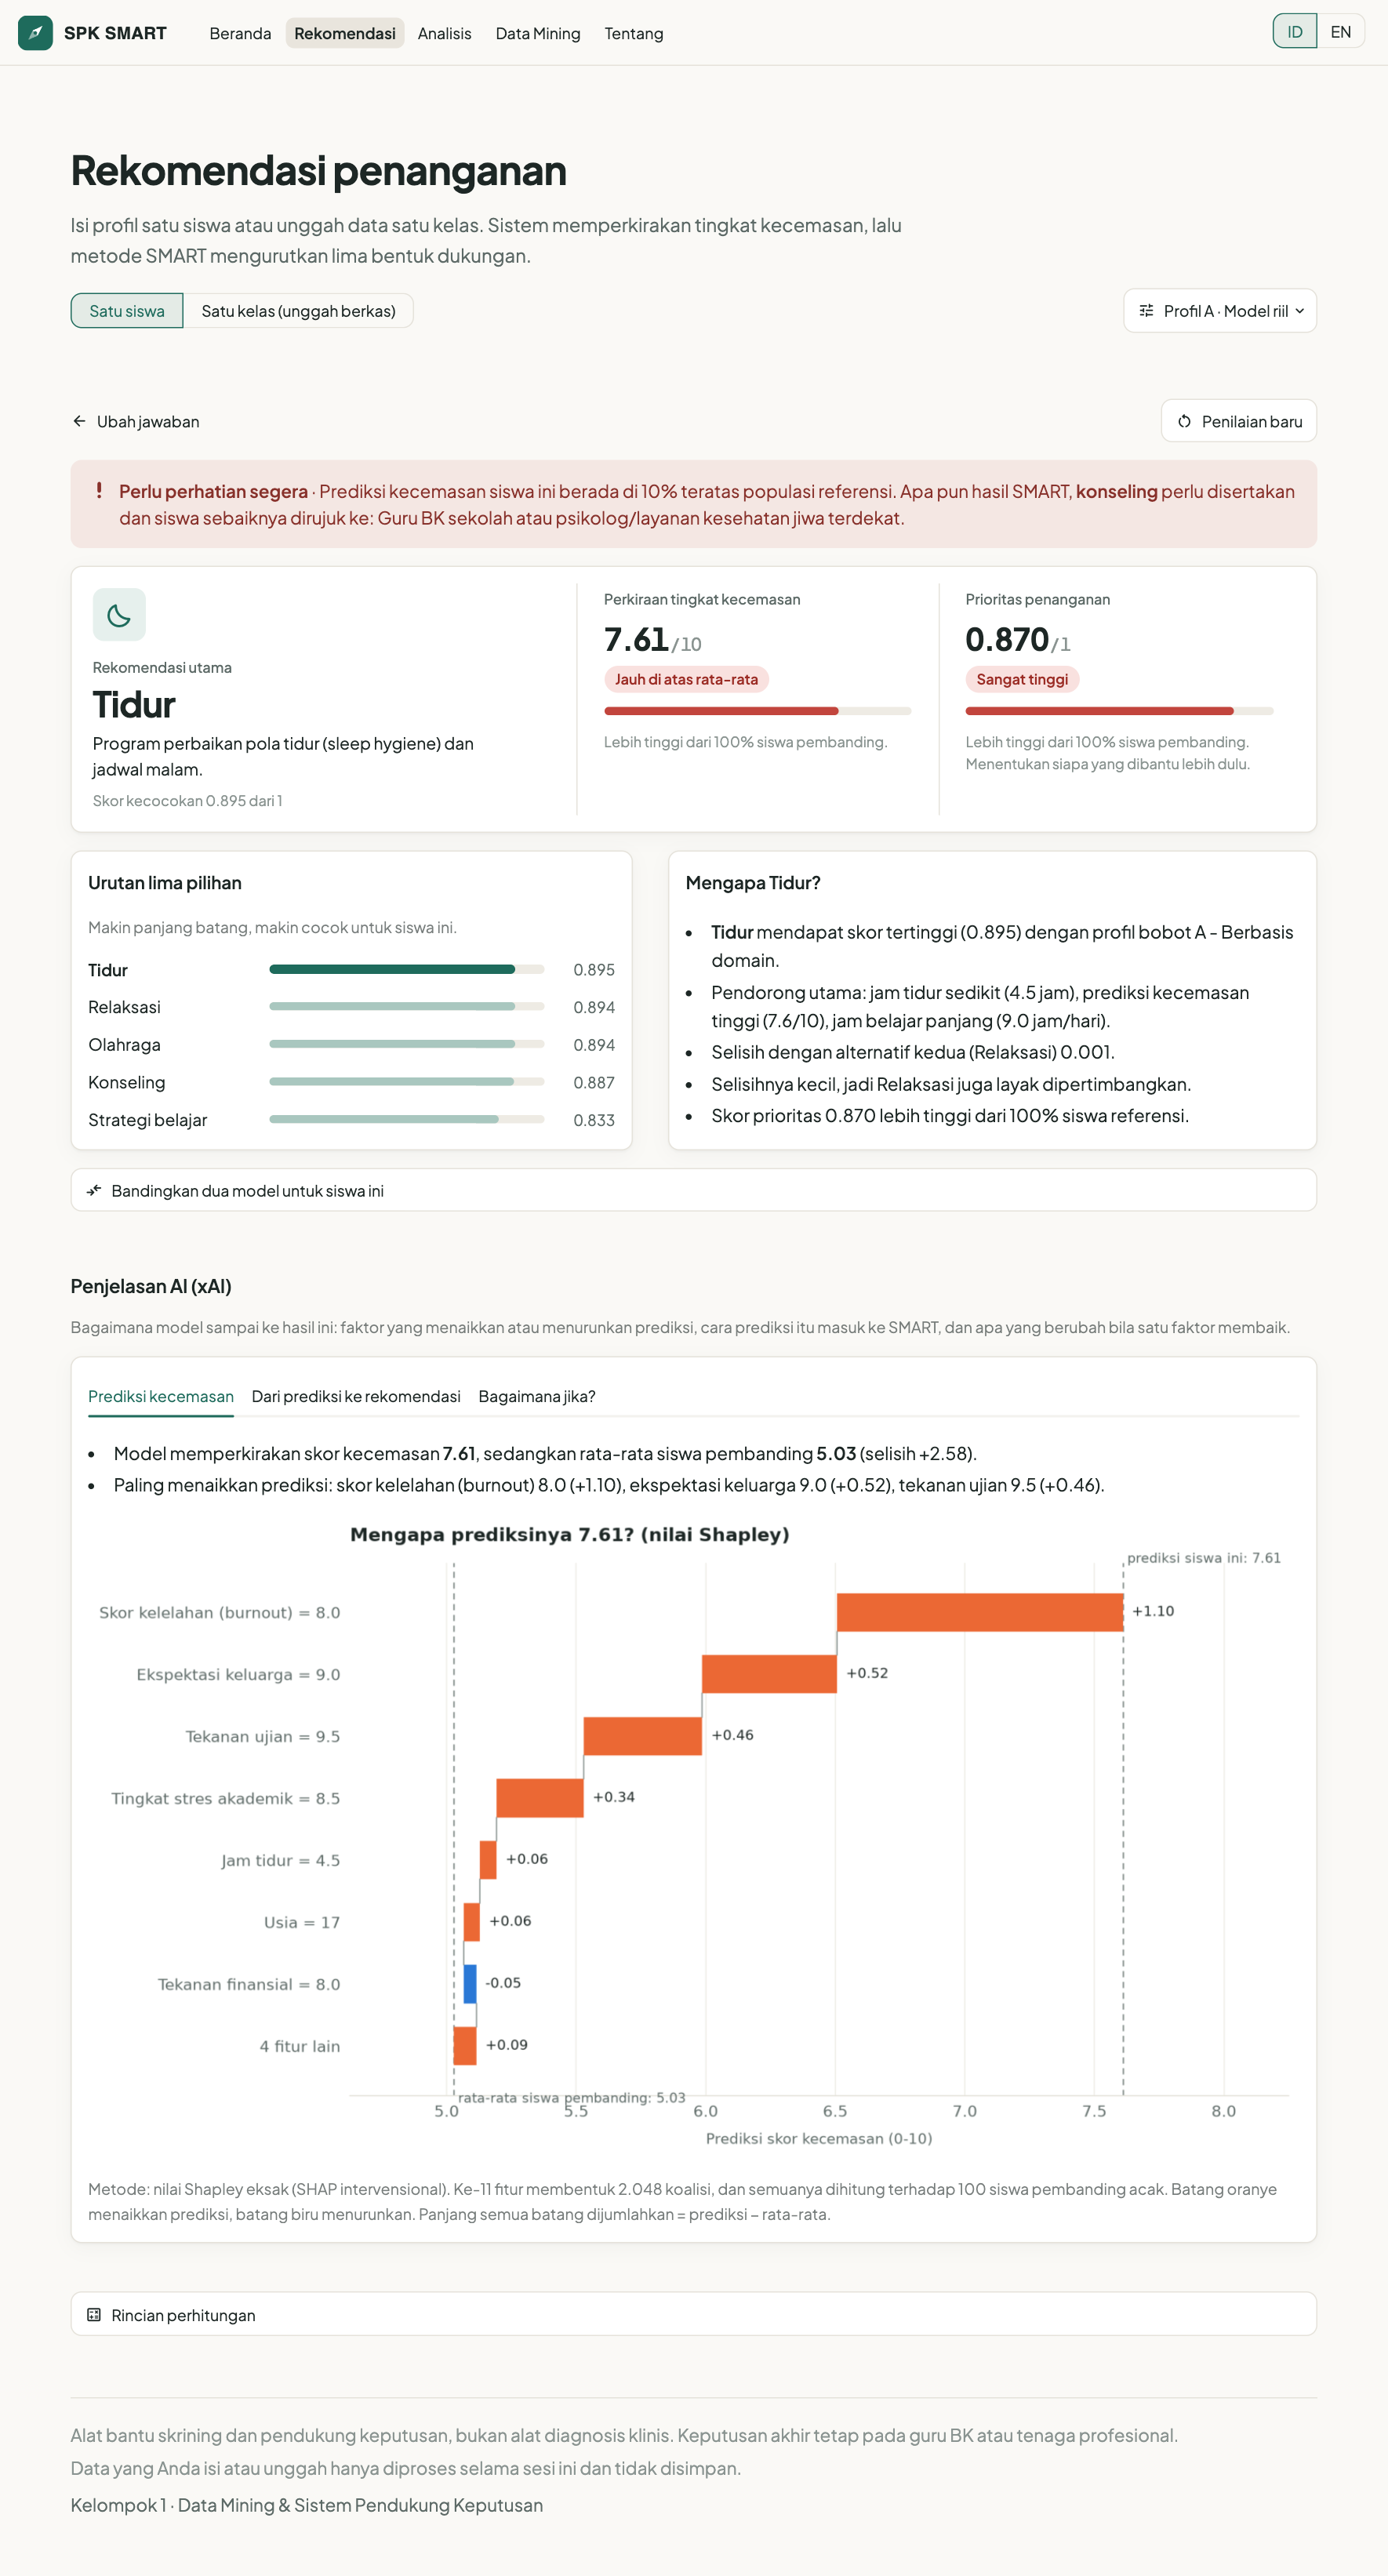 SPK SMART
Beranda
Rekomendasi
Analisis
Data Mining
Tentang
ID
EN
Rekomendasi penanganan
Isi profil satu siswa atau unggah data satu kelas. Sistem memperkirakan tingkat kecemasan, lalu
metode SMART mengurutkan lima bentuk dukungan.
Satu siswa
Satu kelas (unggah berkas)
Profil A · Model riil
Ubah jawaban
Penilaian baru
Perlu perhatian segera · Prediksi kecemasan siswa ini berada di 10% teratas populasi referensi. Apa pun hasil SMART, konseling perlu disertakan
dan siswa sebaiknya dirujuk ke: Guru BK sekolah atau psikolog/layanan kesehatan jiwa terdekat.
Rekomendasi utama
Tidur
Program perbaikan pola tidur (sleep hygiene) dan
jadwal malam.
Skor kecocokan 0.895 dari 1
Perkiraan tingkat kecemasan
7.61/10
Jauh di atas rata-rata
Lebih tinggi dari 100% siswa pembanding.
Prioritas penanganan
0.870/1
Sangat tinggi
Lebih tinggi dari 100% siswa pembanding.
Menentukan siapa yang dibantu lebih dulu.
Urutan lima pilihan
Makin panjang batang, makin cocok untuk siswa ini.
Tidur 0.895
Relaksasi 0.894
Olahraga 0.894
Konseling 0.887
Strategi belajar 0.833
Mengapa Tidur?
• Tidur mendapat skor tertinggi (0.895) dengan profil bobot A - Berbasis
domain.
• Pendorong utama: jam tidur sedikit (4.5 jam), prediksi kecemasan
tinggi (7.6/10), jam belajar panjang (9.0 jam/hari).
• Selisih dengan alternatif kedua (Relaksasi) 0.001.
• Selisihnya kecil, jadi Relaksasi juga layak dipertimbangkan.
• Skor prioritas 0.870 lebih tinggi dari 100% siswa referensi.
Bandingkan dua model untuk siswa ini
Penjelasan AI (xAI)
Bagaimana model sampai ke hasil ini: faktor yang menaikkan atau menurunkan prediksi, cara prediksi itu masuk ke SMART, dan apa yang berubah bila satu faktor membaik.
Prediksi kecemasan
Dari prediksi ke rekomendasi
Bagaimana jika?
• Model memperkirakan skor kecemasan 7.61, sedangkan rata-rata siswa pembanding 5.03 (selisih +2.58).
• Paling menaikkan prediksi: skor kelelahan (burnout) 8.0 (+1.10), ekspektasi keluarga 9.0 (+0.52), tekanan ujian 9.5 (+0.46).
Mengapa prediksinya 7.61? (nilai Shapley)
prediksi siswa ini: 7.61
Skor kelelahan (burnout) = 8.0 +1.10
Ekspektasi keluarga = 9.0 +0.52
Tekanan ujian = 9.5 +0.46
Tingkat stres akademik = 8.5 +0.34
Jam tidur = 4.5 +0.06
Usia = 17 +0.06
Tekanan finansial = 8.0 -0.05
4 fitur lain +0.09
rata-rata siswa pembanding: 5.03
5.0 5.5 6.0 6.5 7.0 7.5 8.0
Prediksi skor kecemasan (0-10)
Metode: nilai Shapley eksak (SHAP intervensional). Ke-11 fitur membentuk 2.048 koalisi, dan semuanya dihitung terhadap 100 siswa pembanding acak. Batang oranye
menaikkan prediksi, batang biru menurunkan. Panjang semua batang dijumlahkan = prediksi − rata-rata.
Rincian perhitungan
Alat bantu skrining dan pendukung keputusan, bukan alat diagnosis klinis. Keputusan akhir tetap pada guru BK atau tenaga profesional.
Data yang Anda isi atau unggah hanya diproses selama sesi ini dan tidak disimpan.
Kelompok 1 · Data Mining & Sistem Pendukung Keputusan